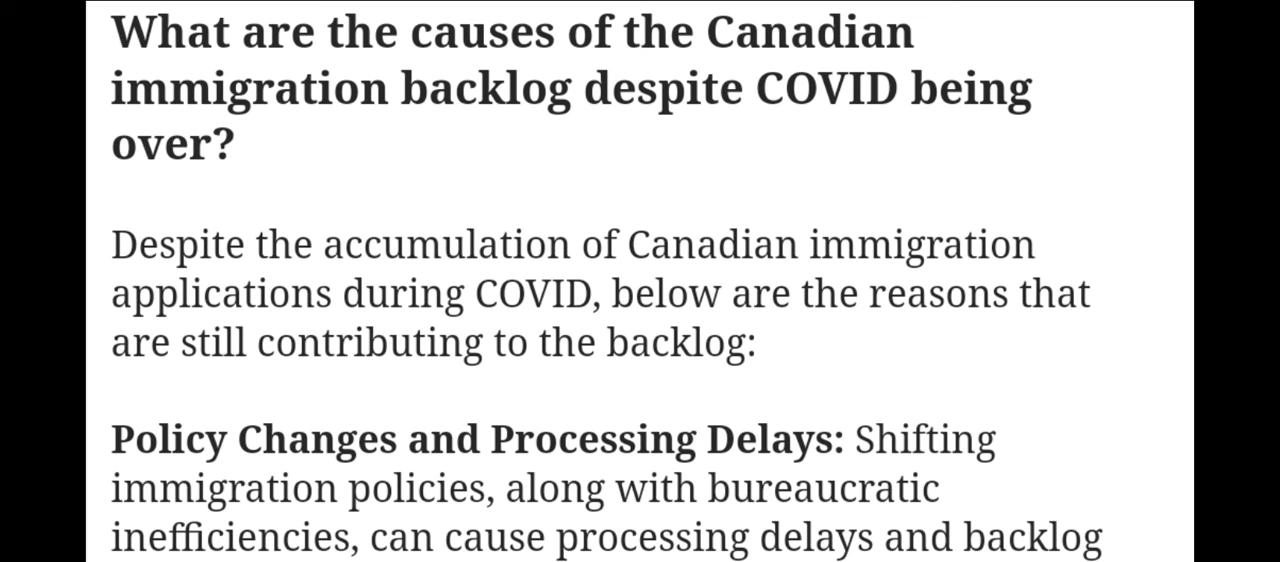 What are the causes of the Canadian
immigration backlog despite COVID being
over?
Despite the accumulation of Canadian immigration
applications during COVID, below are the reasons that
are still contributing to the backlog:
Policy Changes and Processing Delays: Shifting
immigration policies, along with bureaucratic
inefficiencies, can cause processing delays and backlog